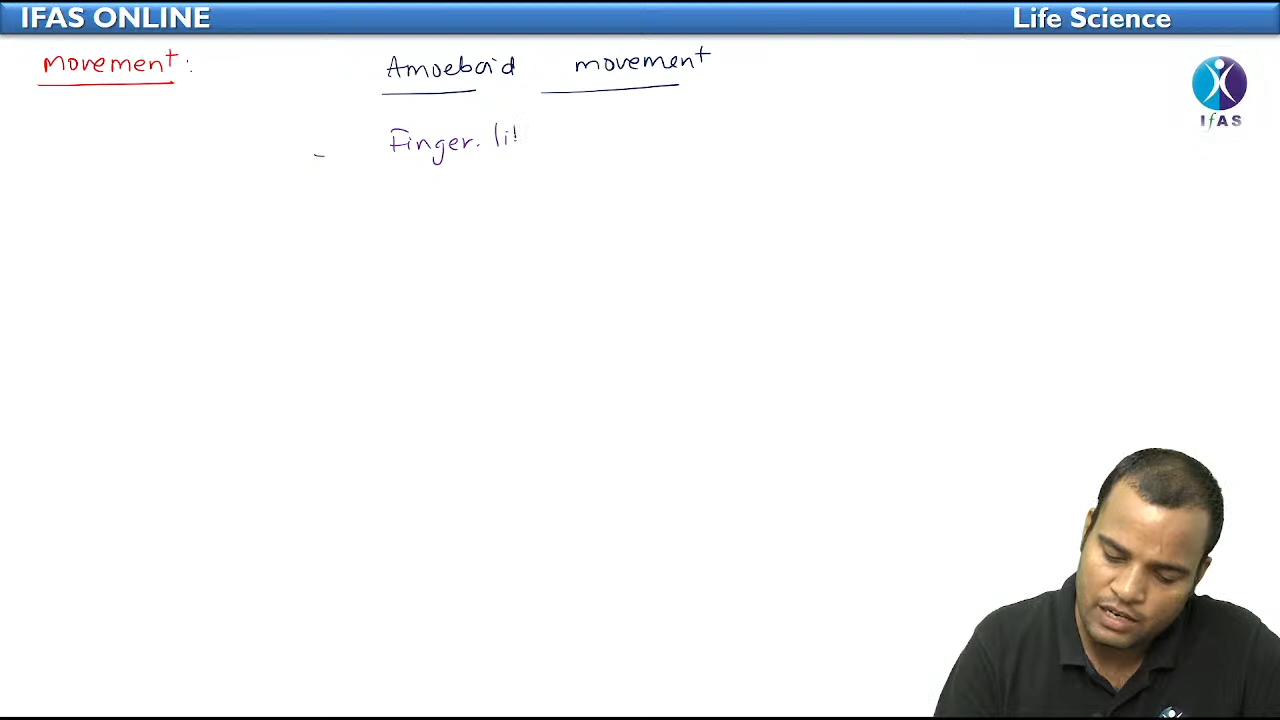 IFAS ONLINE Life Science
movement: Amoeboid movement
IfAS
Finger.